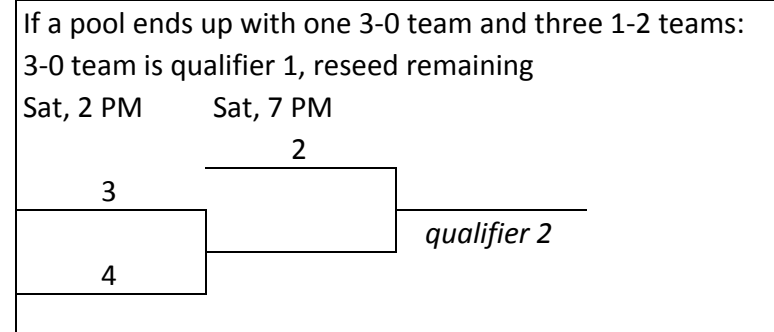 If a pool ends up with one 3-0 team and three 1-2 teams:
3-0 team is qualifier 1, reseed remaining
Sat, 2 PM Sat, 7 PM
2
3
qualifier 2
4